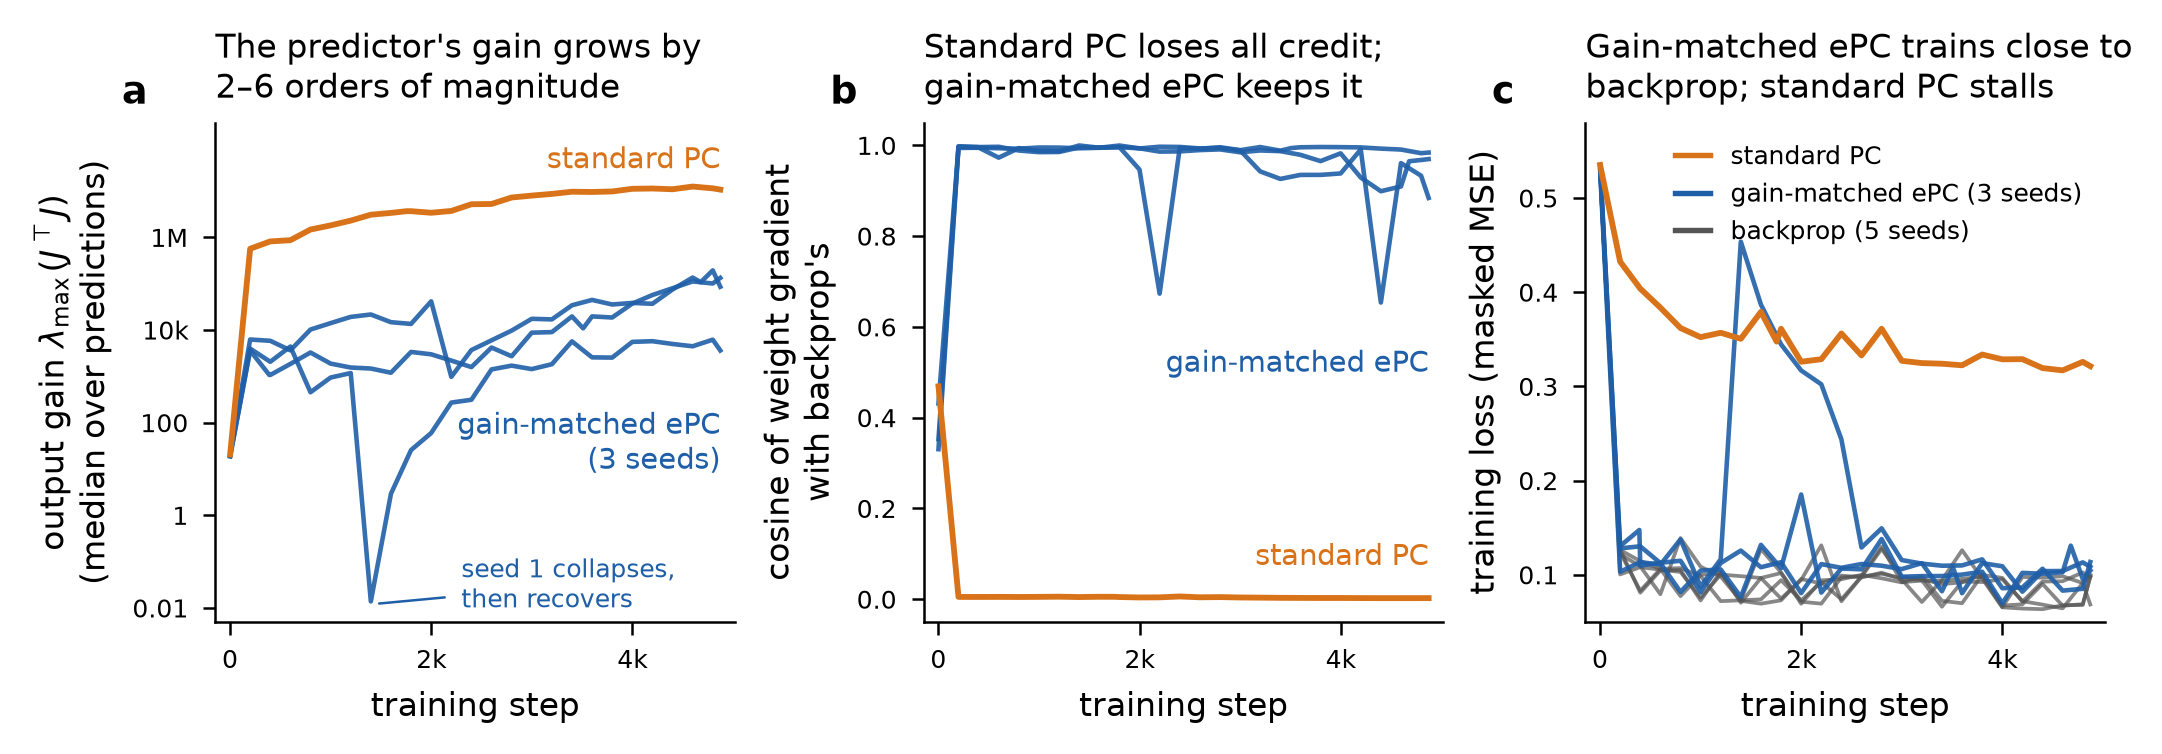 a
The predictor's gain grows by
2–6 orders of magnitude
output gain λmax(J⊤J)
(median over predictions)
1M
10k
100
1
0.01
standard PC
gain-matched ePC
(3 seeds)
seed 1 collapses,
then recovers
0
2k
4k
training step
b
Standard PC loses all credit;
gain-matched ePC keeps it
cosine of weight gradient
with backprop's
1.0
0.8
0.6
0.4
0.2
0.0
gain-matched ePC
standard PC
0
2k
4k
training step
c
Gain-matched ePC trains close to
backprop; standard PC stalls
training loss (masked MSE)
0.5
0.4
0.3
0.2
0.1
standard PC
gain-matched ePC (3 seeds)
backprop (5 seeds)
0
2k
4k
training step